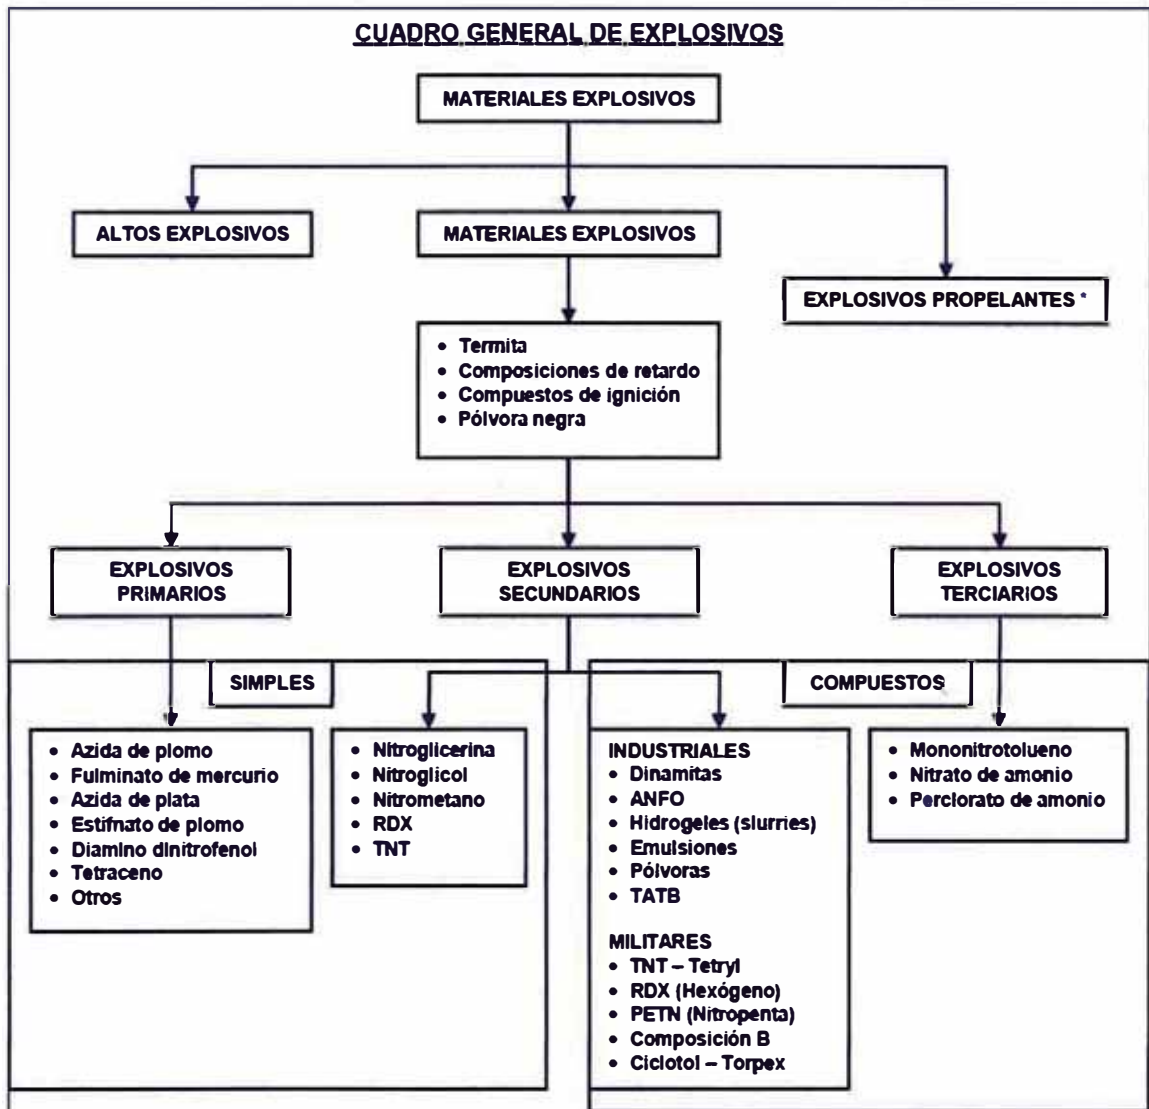 CUADRO GENERAL DE EXPLOSIVOS
MATERIALES EXPLOSIVOS
ALTOS EXPLOSIVOS
MATERIALES EXPLOSIVOS
EXPLOSIVOS PROPELANTES *
• Termita
• Composiciones de retardo
• Compuestos de ignición
• Pólvora negra
EXPLOSIVOS
PRIMARIOS
EXPLOSIVOS
SECUNDARIOS
EXPLOSIVOS
TERCIARIOS
SIMPLES
COMPUESTOS
• Azida de plomo
• Fulminato de mercurio
• Azida de plata
• Estifnato de plomo
• Diamino dinitrofenol
• Tetraceno
• Otros
• Nitroglicerina
• Nitroglicol
• Nitrometano
• RDX
• TNT
INDUSTRIALES
• Dinamitas
• ANFO
• Hidrogeles (slurries)
• Emulsiones
• Pólvoras
• TATB
MILITARES
• TNT – Tetryl
• RDX (Hexógeno)
• PETN (Nitropenta)
• Composición B
• Ciclotol – Torpex
• Mononitrotolueno
• Nitrato de amonio
• Perclorato de amonio